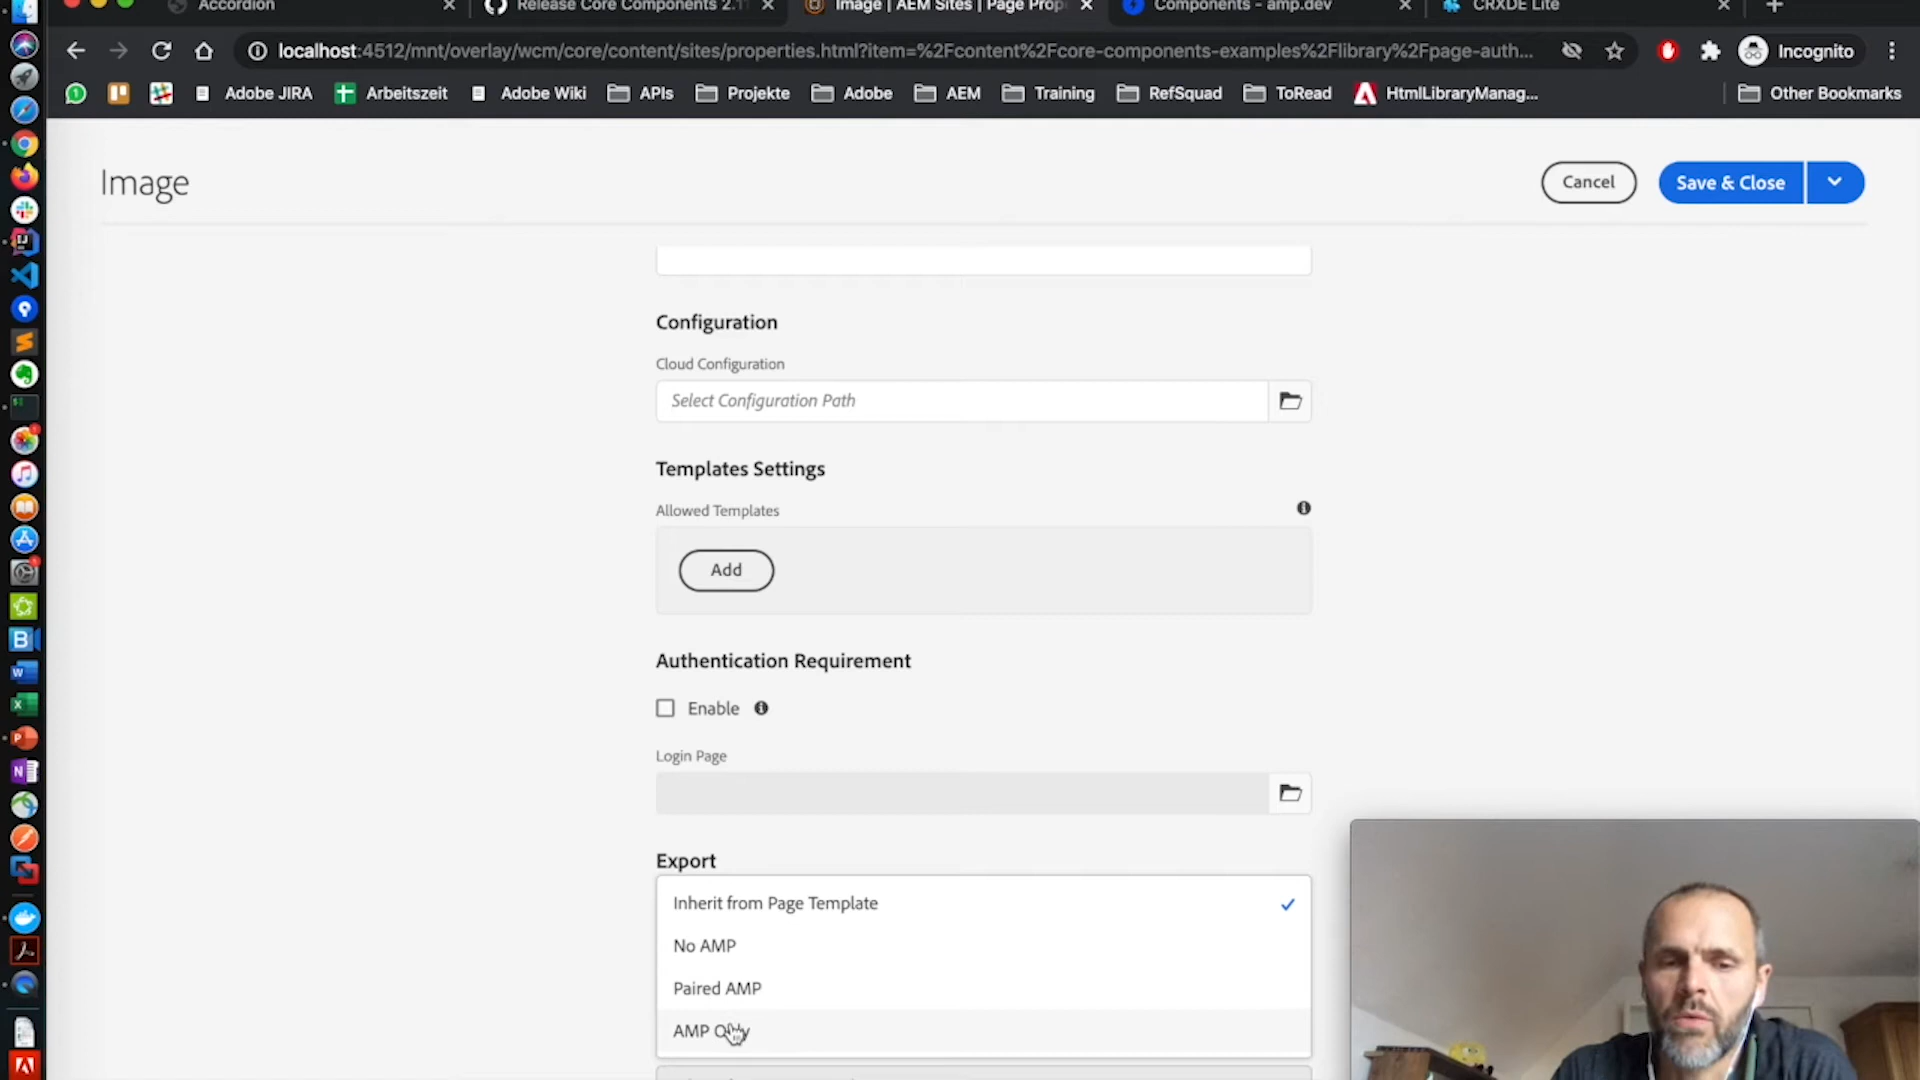 Accordion
Release Core Components 2.1
Image | AEM Sites | Page Prop
Components - amp.dev
CRXDE Lite
localhost:4512/mnt/overlay/wcm/core/content/sites/properties.html?item=%2Fcontent%2Fcore-components-examples%2Flibrary%2Fpage-auth...
Incognito
Adobe JIRA
Arbeitszeit
Adobe Wiki
APIs
Projekte
Adobe
AEM
Training
RefSquad
ToRead
HtmlLibraryManag...
Other Bookmarks
Image
Cancel
Save & Close
Configuration
Cloud Configuration
Select Configuration Path
Templates Settings
Allowed Templates
Add
Authentication Requirement
Enable
Login Page
Export
Inherit from Page Template
No AMP
Paired AMP
AMP Only